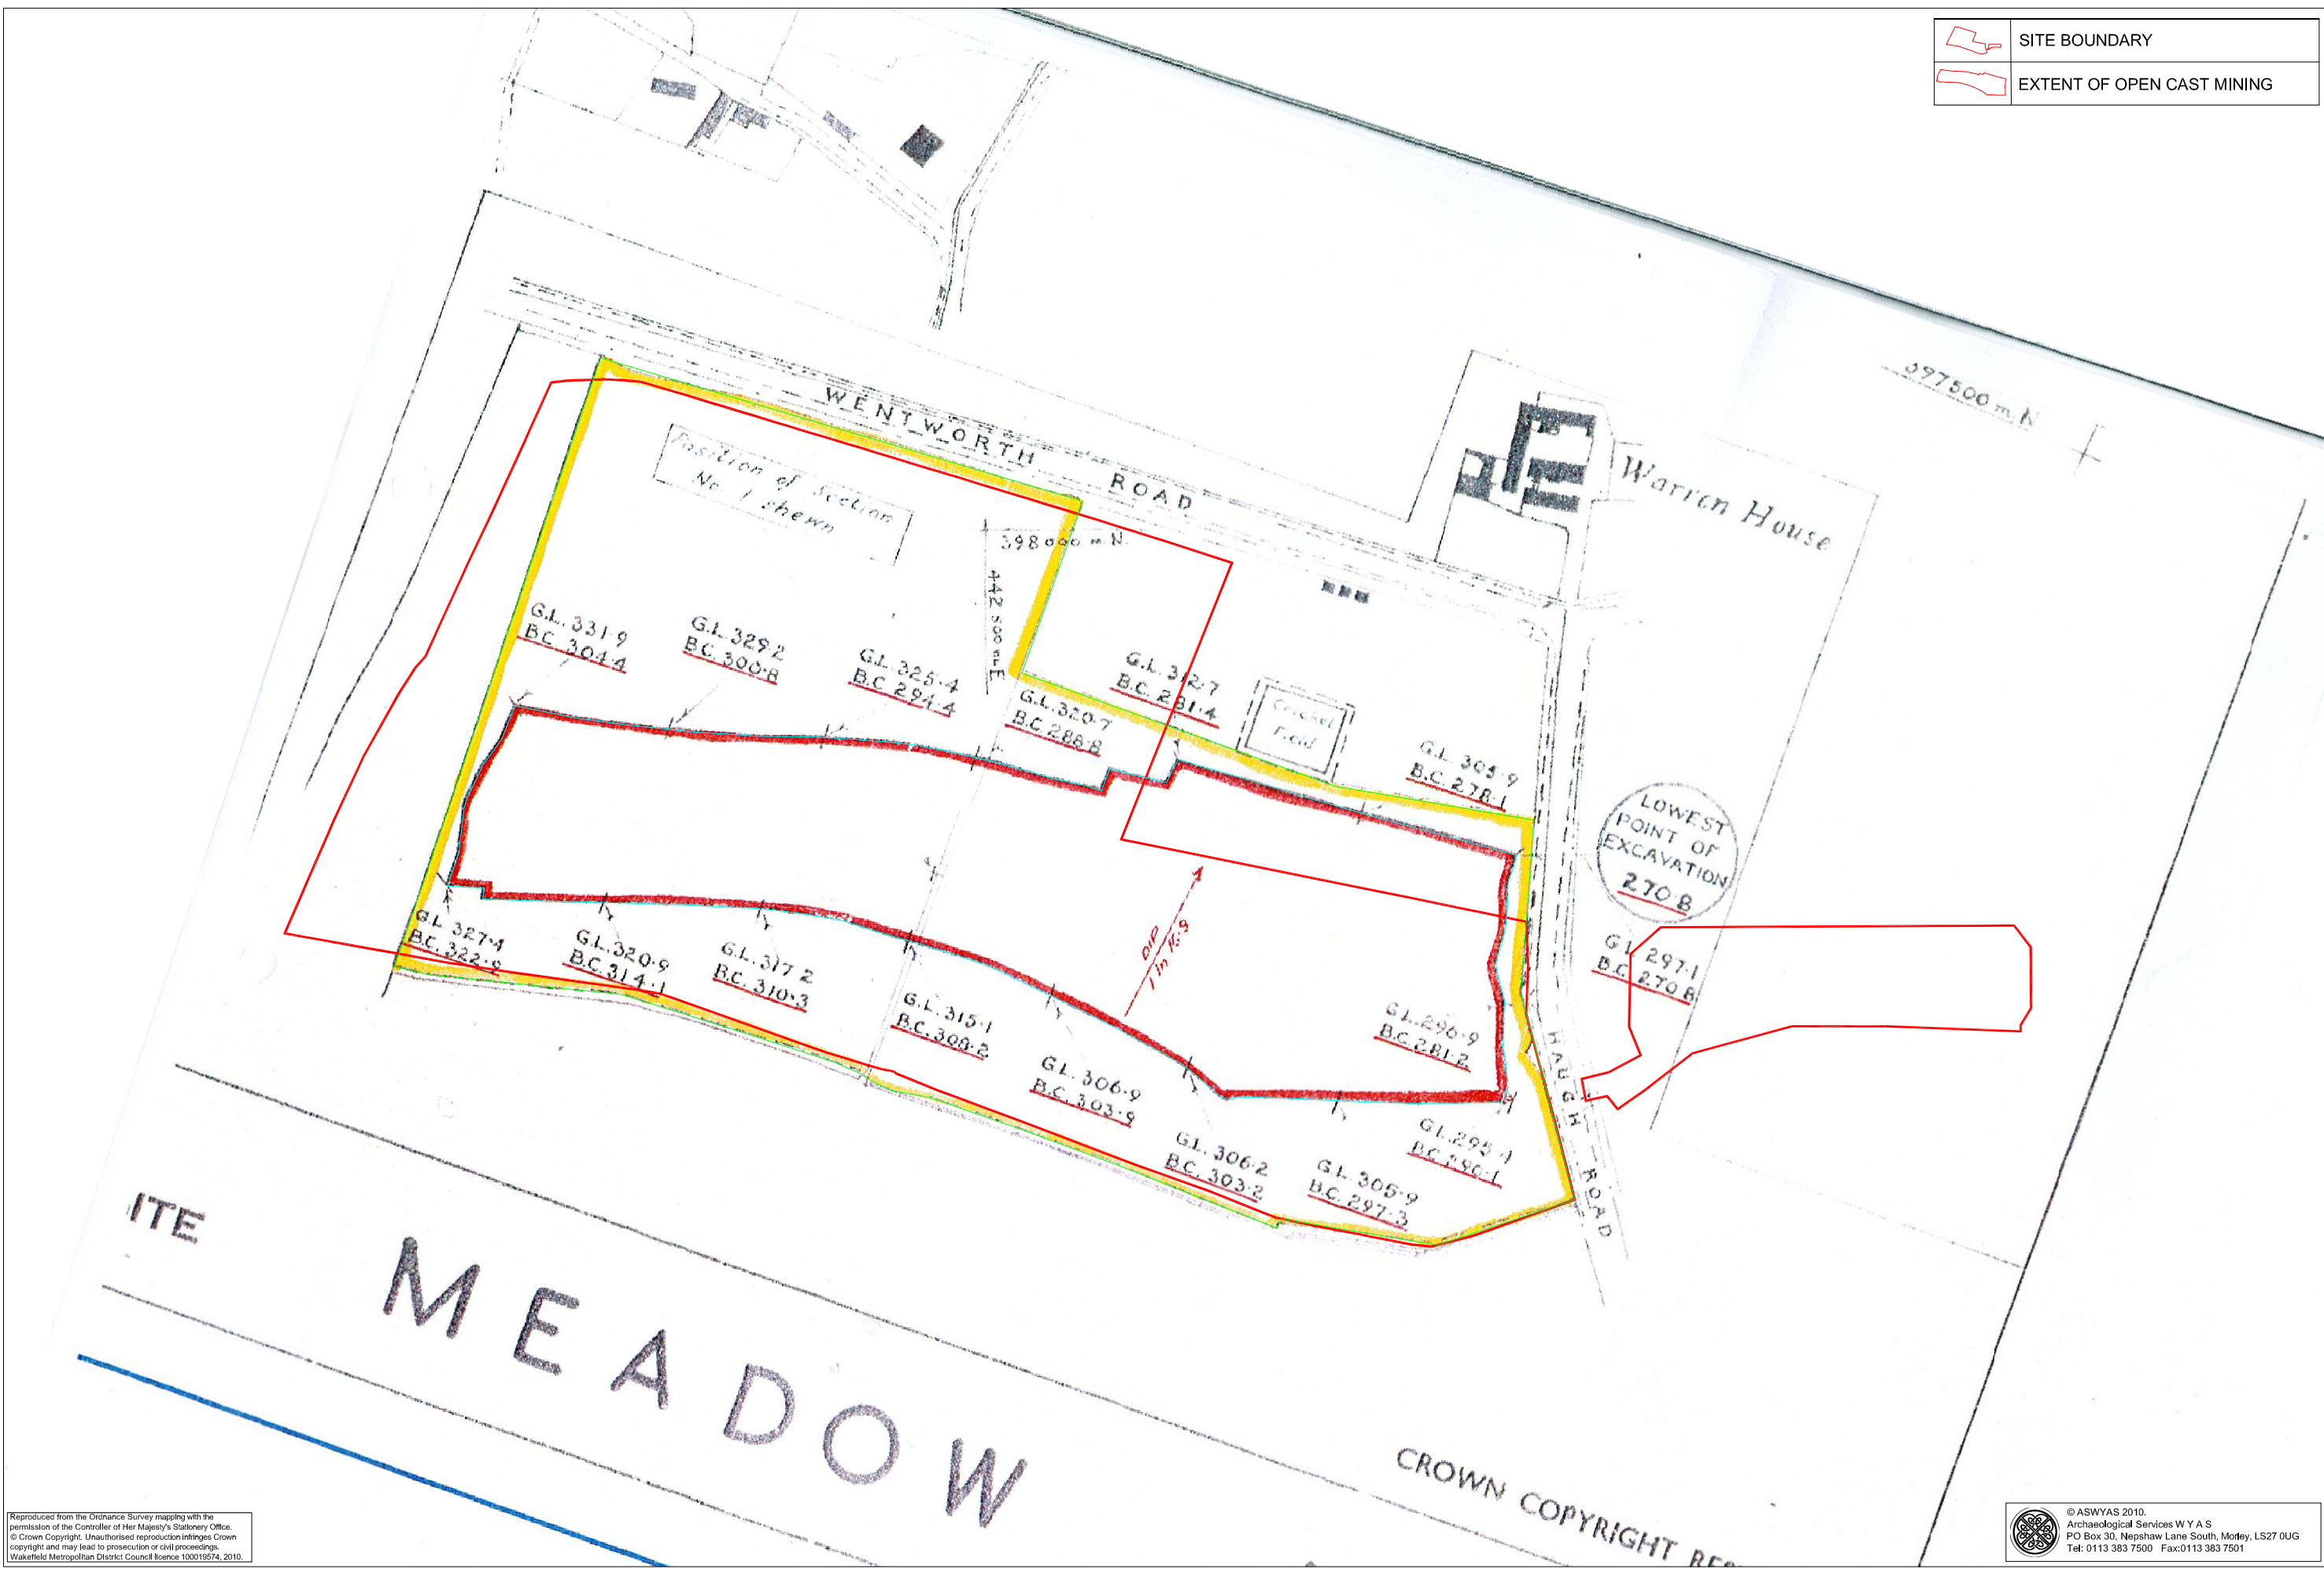 SITE BOUNDARY
EXTENT OF OPEN CAST MINING
397500 m N
WENTWORTH ROAD
Warren House
Position of Section
No. 1 shewn
398000 m N.
442500 m E
G.L. 331·9
B.C. 304·4
G.L. 329·2
B.C. 300·8
G.L. 325·4
B.C. 294·4
G.L. 320·7
B.C. 288·8
G.L. 312·7
B.C. 281·4
Cricket
Field
G.L. 305·9
B.C. 278·1
LOWEST
POINT OF
EXCAVATION
270·8
G.L. 297·1
B.C. 270·8
G.L. 327·4
B.C. 322·9
G.L. 320·9
B.C. 314·1
G.L. 317·2
B.C. 310·3
G.L. 315·1
B.C. 308·2
DIP
1 in 16·9
G.L. 296·9
B.C. 281·2
G.L. 306·9
B.C. 303·9
G.L. 306·2
B.C. 303·2
G.L. 305·9
B.C. 297·3
G.L. 295·1
B.C. 290·1
HAUGH ROAD
ITE
MEADOW
CROWN COPYRIGHT
Reproduced from the Ordnance Survey mapping with the
permission of the Controller of Her Majesty's Stationery Office.
© Crown Copyright. Unauthorised reproduction infringes Crown
copyright and may lead to prosecution or civil proceedings.
Wakefield Metropolitan District Council licence 100019574, 2010.
© ASWYAS 2010.
Archaeological Services W Y A S
PO Box 30, Nepshaw Lane South, Morley, LS27 0UG
Tel: 0113 383 7500 Fax:0113 383 7501